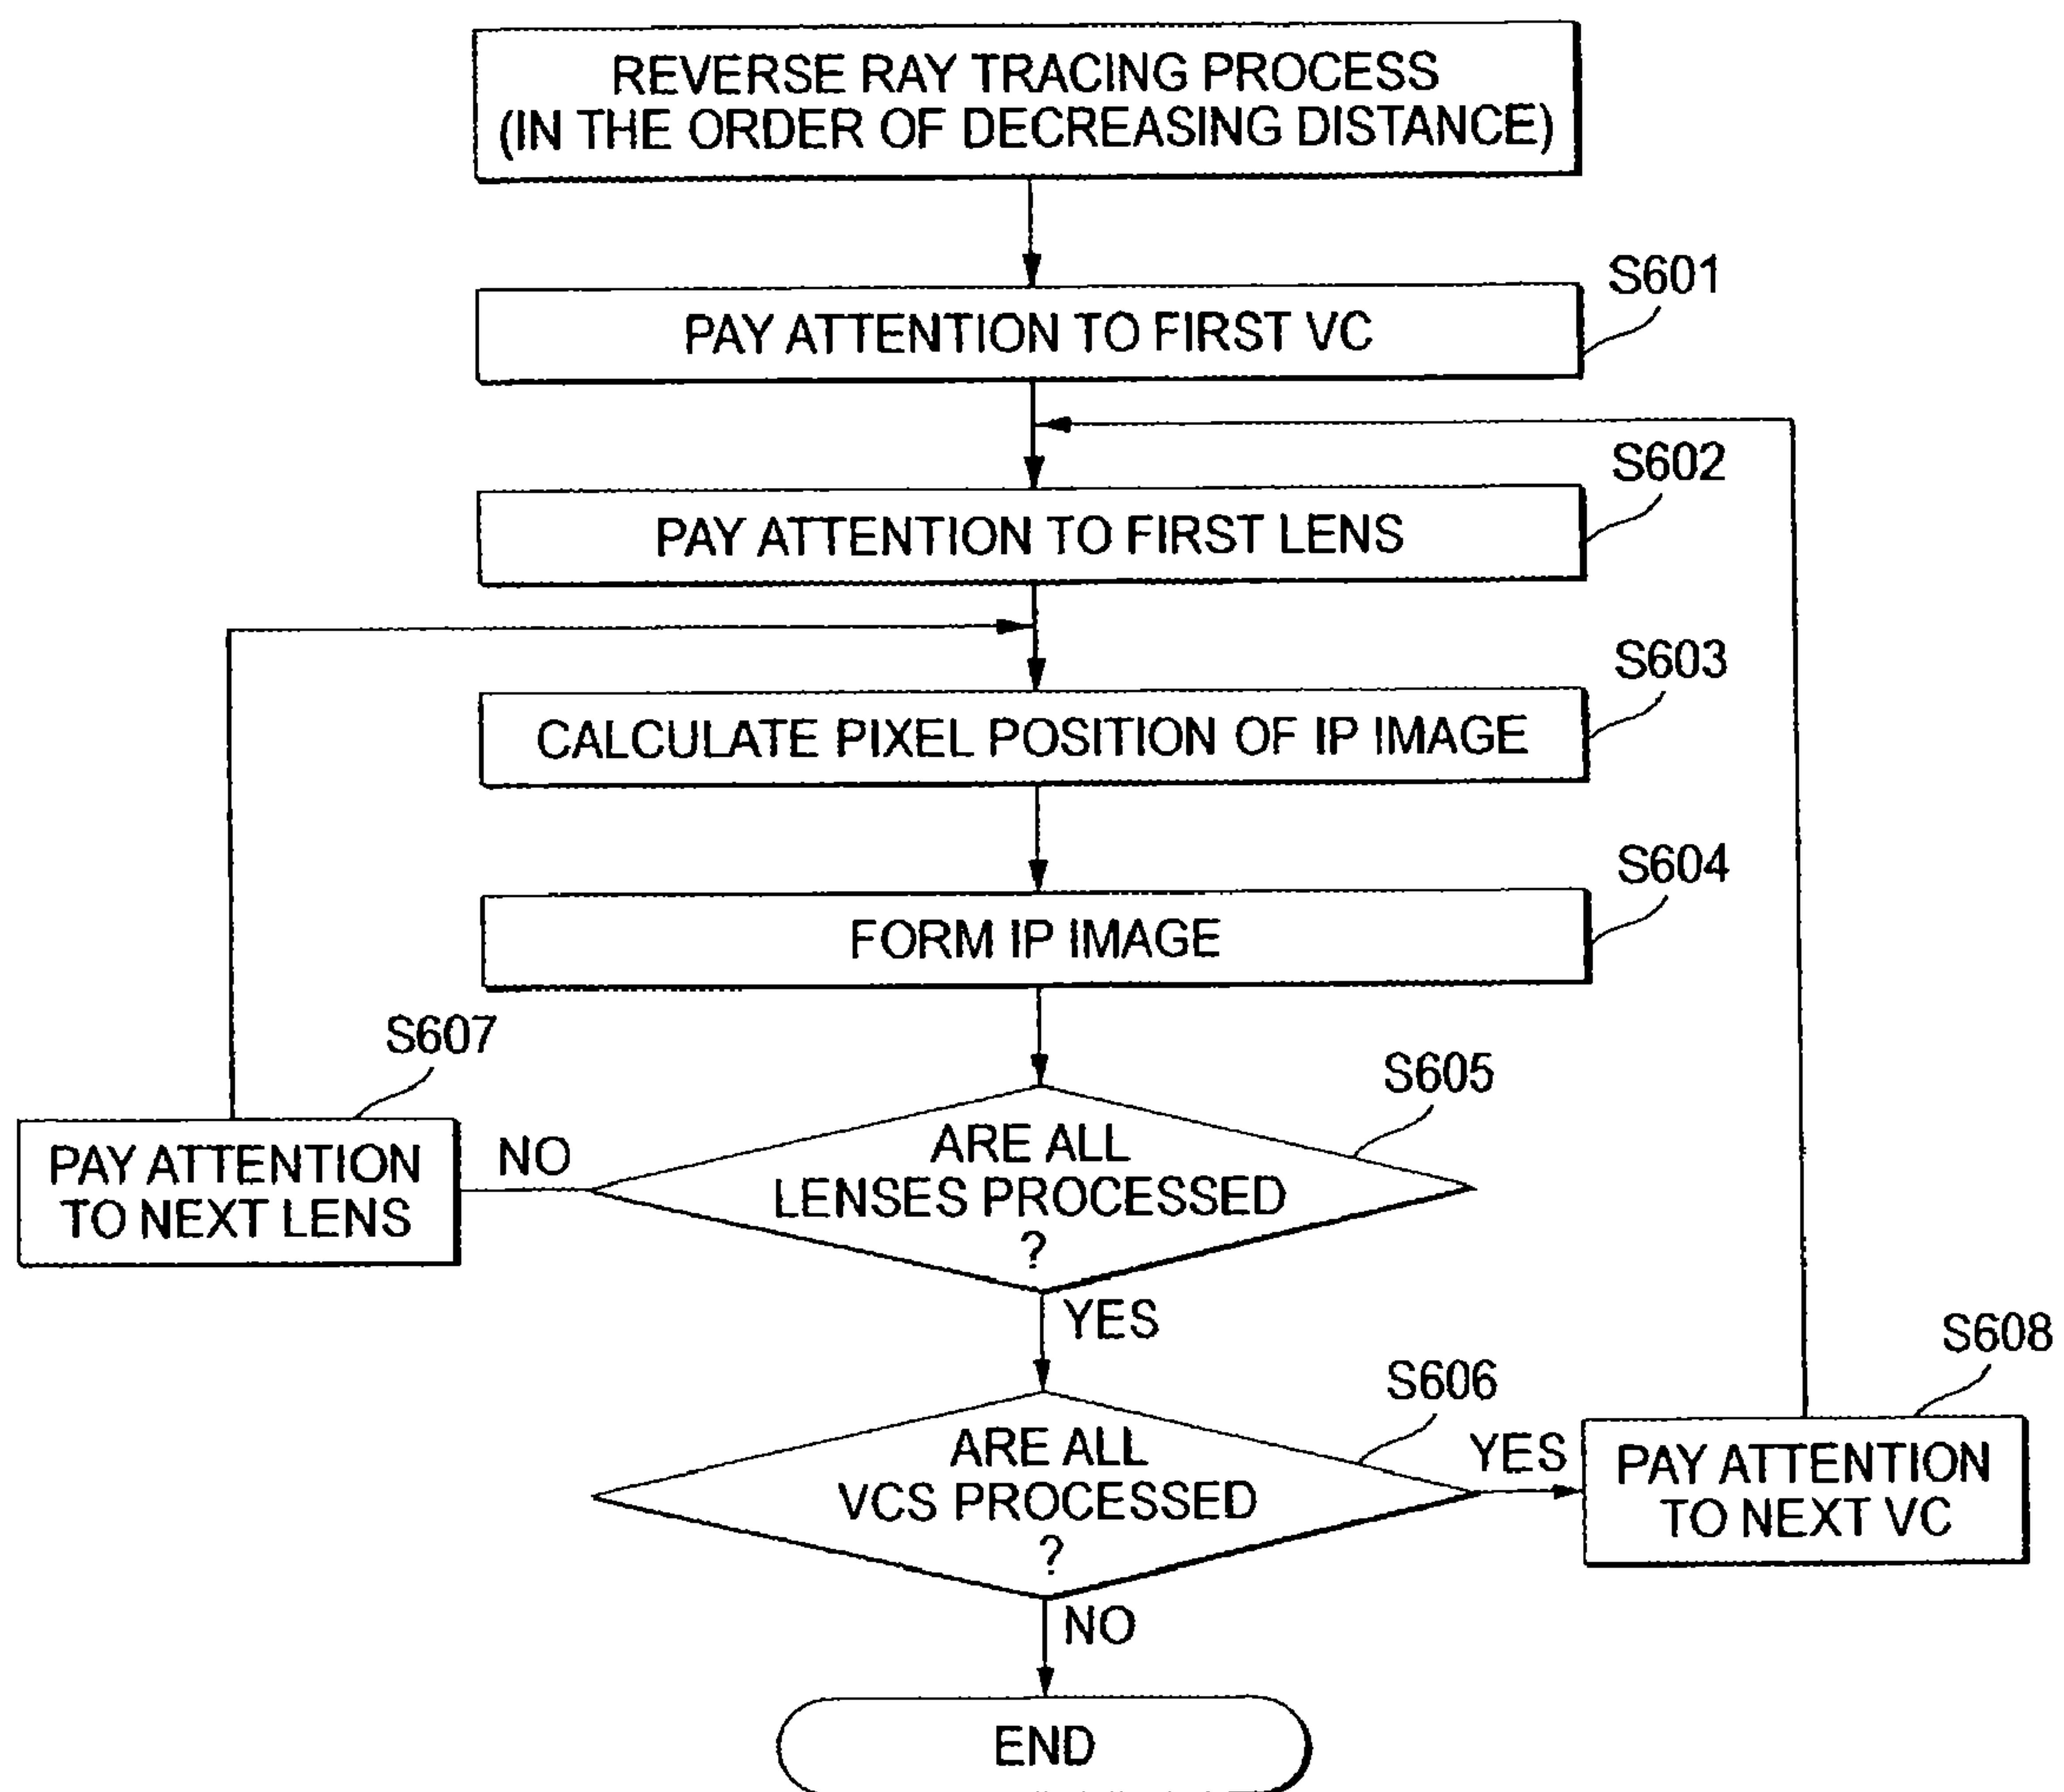 REVERSE RAY TRACING PROCESS
(IN THE ORDER OF DECREASING DISTANCE)
S601
PAY ATTENTION TO FIRST VC
S602
PAY ATTENTION TO FIRST LENS
S603
CALCULATE PIXEL POSITION OF IP IMAGE
S604
FORM IP IMAGE
S607
PAY ATTENTION
TO NEXT LENS
NO
S605
ARE ALL
LENSES PROCESSED
?
YES
S606
ARE ALL
VCS PROCESSED
?
YES
S608
PAY ATTENTION
TO NEXT VC
NO
END